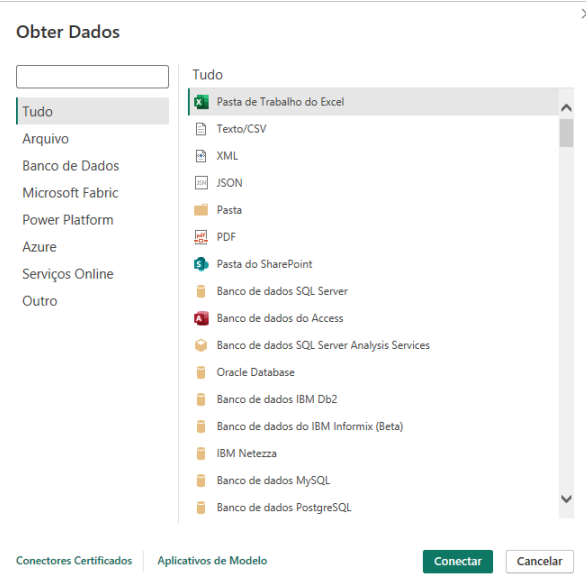 Obter Dados
Tudo
Arquivo
Banco de Dados
Microsoft Fabric
Power Platform
Azure
Serviços Online
Outro
Tudo
Pasta de Trabalho do Excel
Texto/CSV
XML
JSON
Pasta
PDF
Pasta do SharePoint
Banco de dados SQL Server
Banco de dados do Access
Banco de dados SQL Server Analysis Services
Oracle Database
Banco de dados IBM Db2
Banco de dados do IBM Informix (Beta)
IBM Netezza
Banco de dados MySQL
Banco de dados PostgreSQL
Conectores Certificados
Aplicativos de Modelo
Conectar
Cancelar